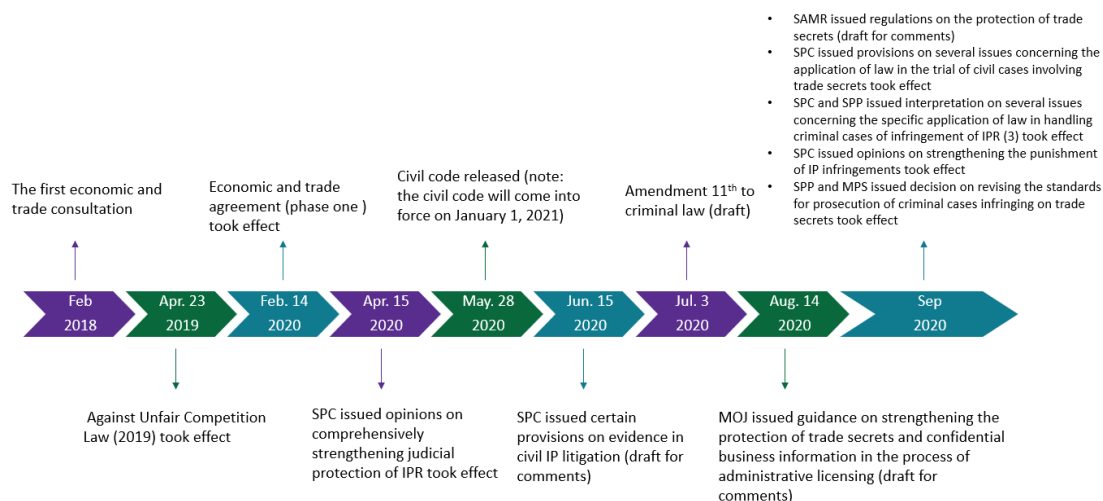 • SAMR issued regulations on the protection of trade
secrets (draft for comments)
• SPC issued provisions on several issues concerning the
application of law in the trial of civil cases involving
trade secrets took effect
• SPC and SPP issued interpretation on several issues
concerning the specific application of law in handling
criminal cases of infringement of IPR (3) took effect
• SPC issued opinions on strengthening the punishment
of IP infringements took effect
• SPP and MPS issued decision on revising the standards
for prosecution of criminal cases infringing on trade
secrets took effect
The first economic and
trade consultation
Economic and trade
agreement (phase one )
took effect
Civil code released (note:
the civil code will come into
force on January 1, 2021)
Amendment 11th to
criminal law (draft)
Feb
2018
Apr. 23
2019
Feb. 14
2020
Apr. 15
2020
May. 28
2020
Jun. 15
2020
Jul. 3
2020
Aug. 14
2020
Sep
2020
Against Unfair Competition
Law (2019) took effect
SPC issued opinions on
comprehensively
strengthening judicial
protection of IPR took effect
SPC issued certain
provisions on evidence in
civil IP litigation (draft for
comments)
MOJ issued guidance on strengthening the
protection of trade secrets and confidential
business information in the process of
administrative licensing (draft for
comments)